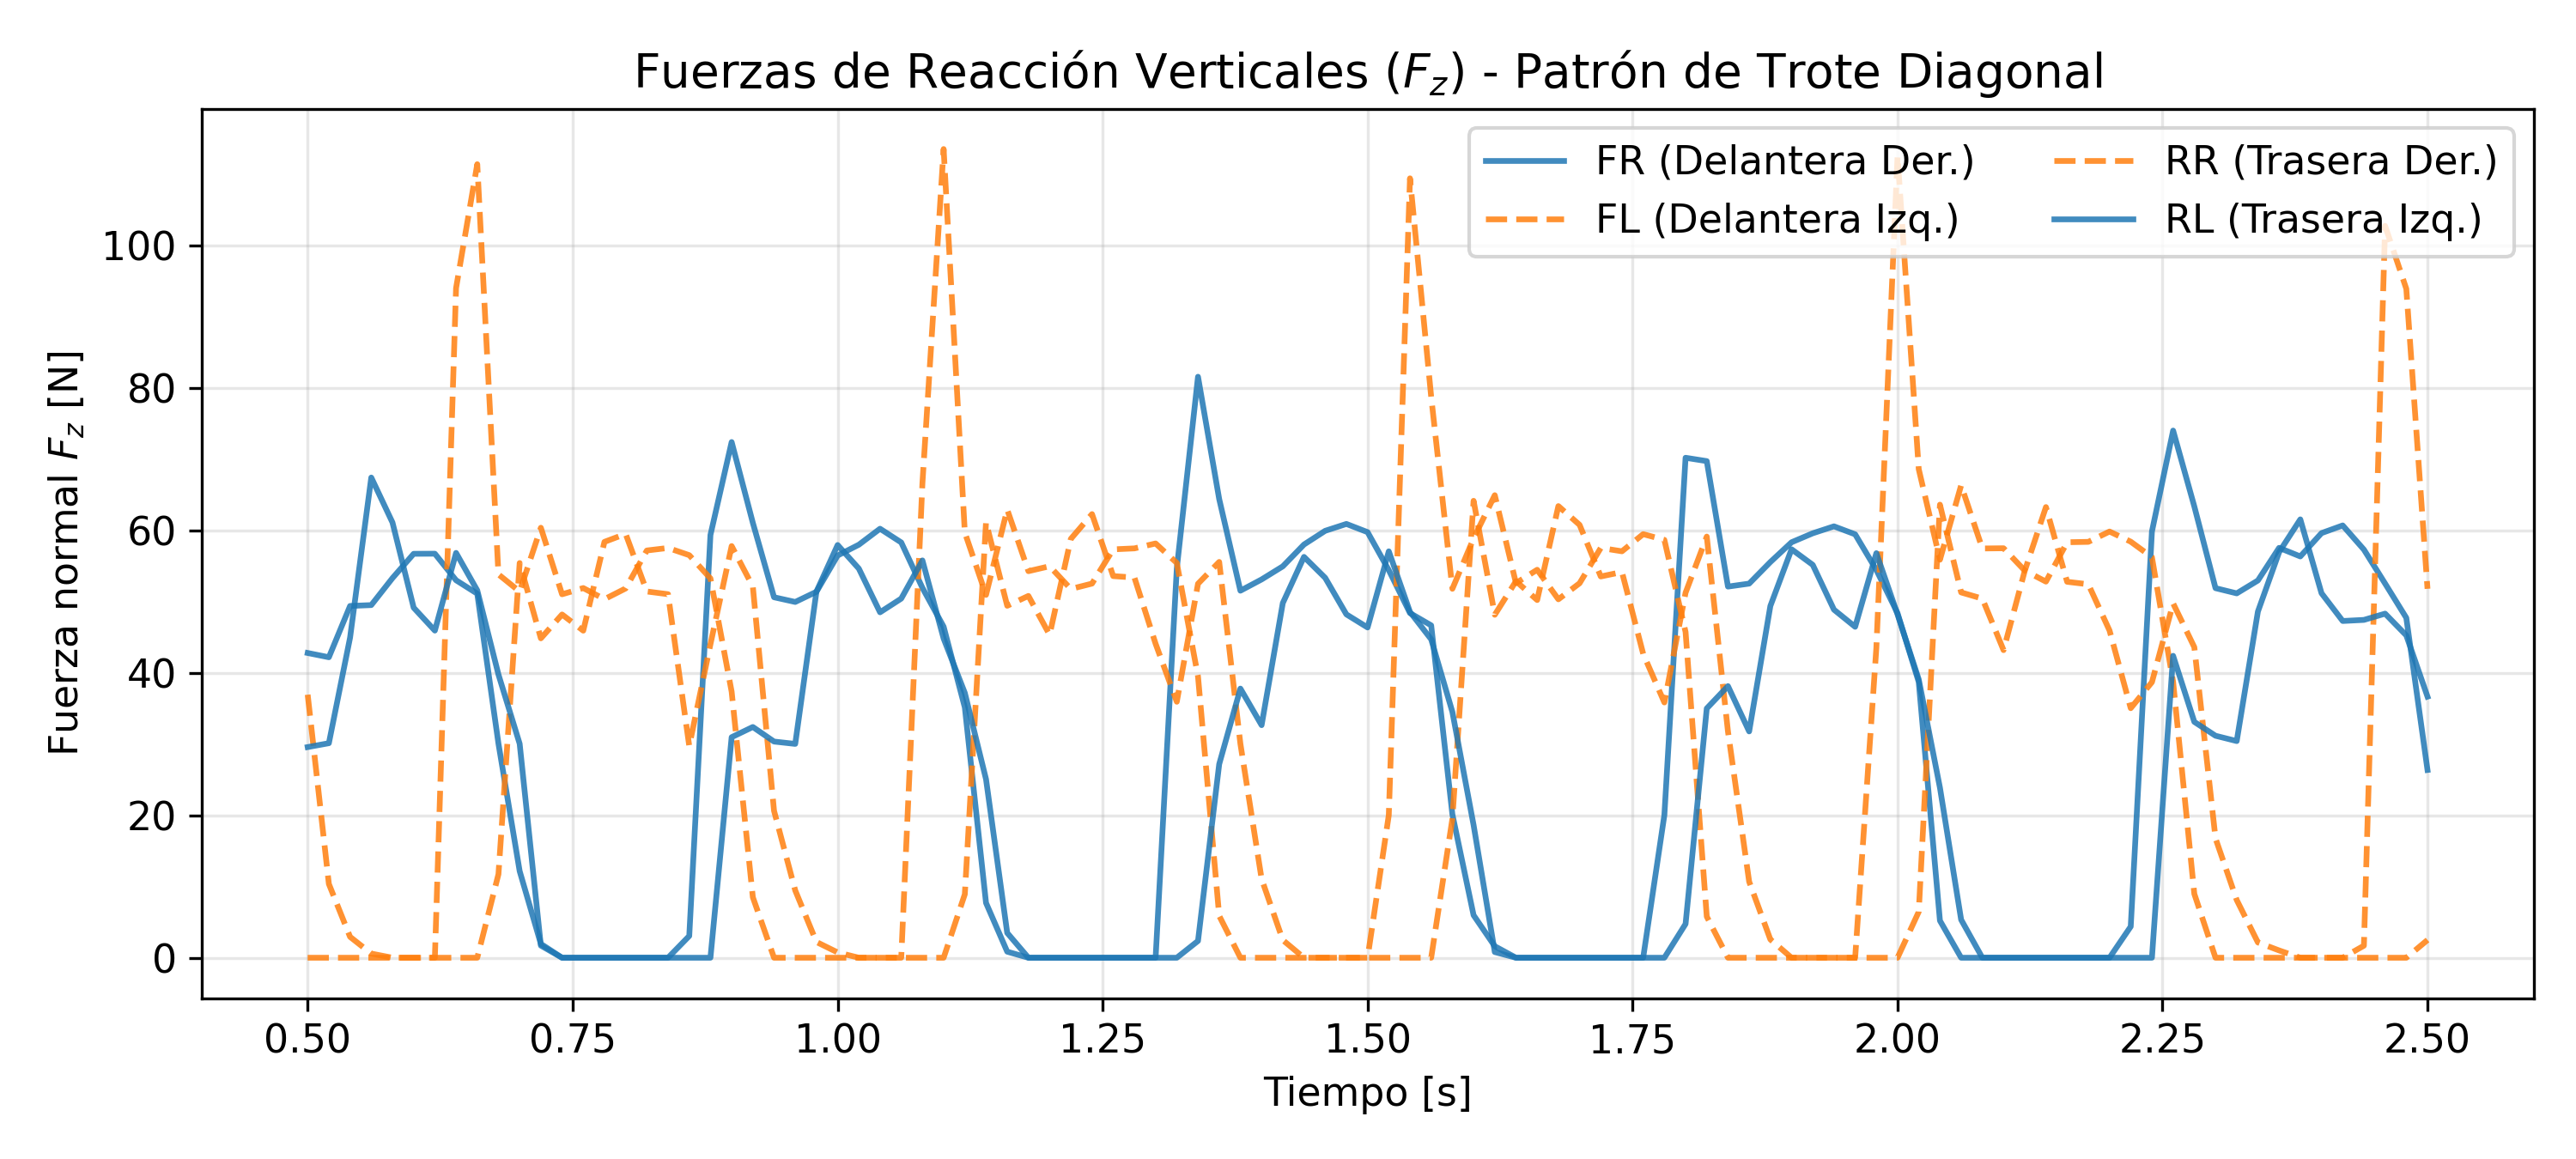 Fuerzas de Reacción Verticales (F_z) - Patrón de Trote Diagonal
FR (Delantera Der.)
FL (Delantera Izq.)
RR (Trasera Der.)
RL (Trasera Izq.)
Fuerza normal F_z [N]
100
80
60
40
20
0
0.50 0.75 1.00 1.25 1.50 1.75 2.00 2.25 2.50
Tiempo [s]